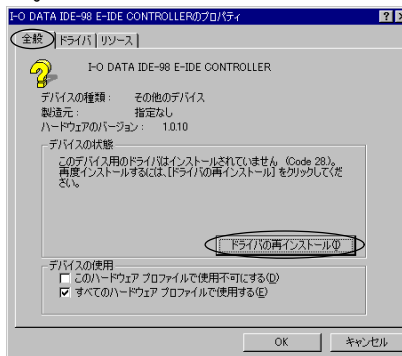 I-O DATA IDE-98 E-IDE CONTROLLERのプロパティ
全般 ドライバ リソース
I-O DATA IDE-98 E-IDE CONTROLLER
デバイスの種類： その他のデバイス
製造元： 指定なし
ハードウェアのバージョン： 1.0.10
デバイスの状態
このデバイス用のドライバはインストールされていません (Code 28)。
再度インストールするには、[ドライバの再インストール] をクリックしてくだ
さい。
ドライバの再インストール(I)
デバイスの使用
このハードウェア プロファイルで使用不可にする(D)
すべてのハードウェア プロファイルで使用する(E)
OK キャンセル